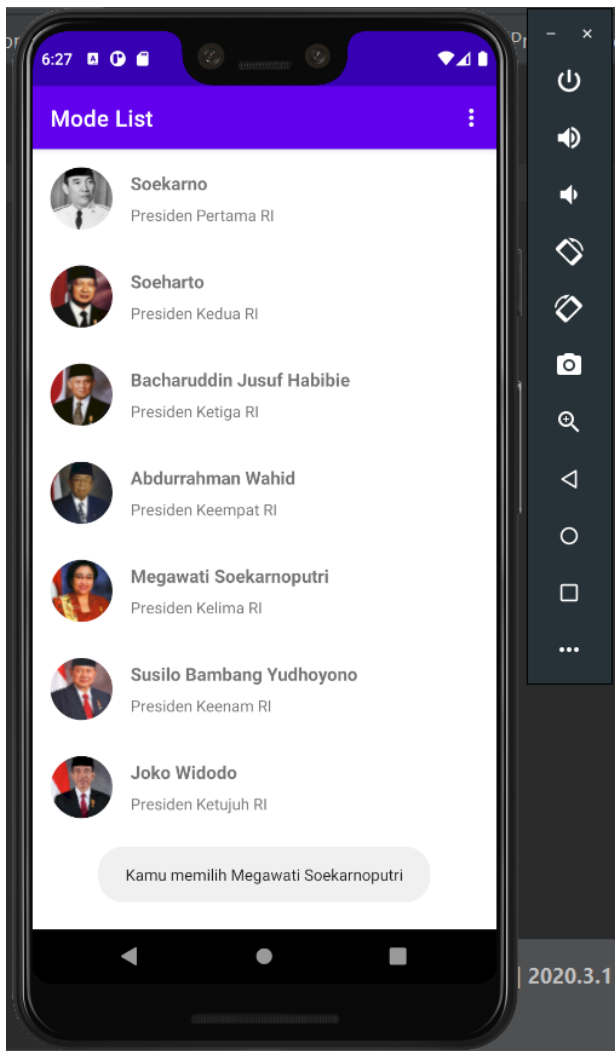 6:27
Mode List
Soekarno
Presiden Pertama RI
Soeharto
Presiden Kedua RI
Bacharuddin Jusuf Habibie
Presiden Ketiga RI
Abdurrahman Wahid
Presiden Keempat RI
Megawati Soekarnoputri
Presiden Kelima RI
Susilo Bambang Yudhoyono
Presiden Keenam RI
Joko Widodo
Presiden Ketujuh RI
Kamu memilih Megawati Soekarnoputri
| 2020.3.1